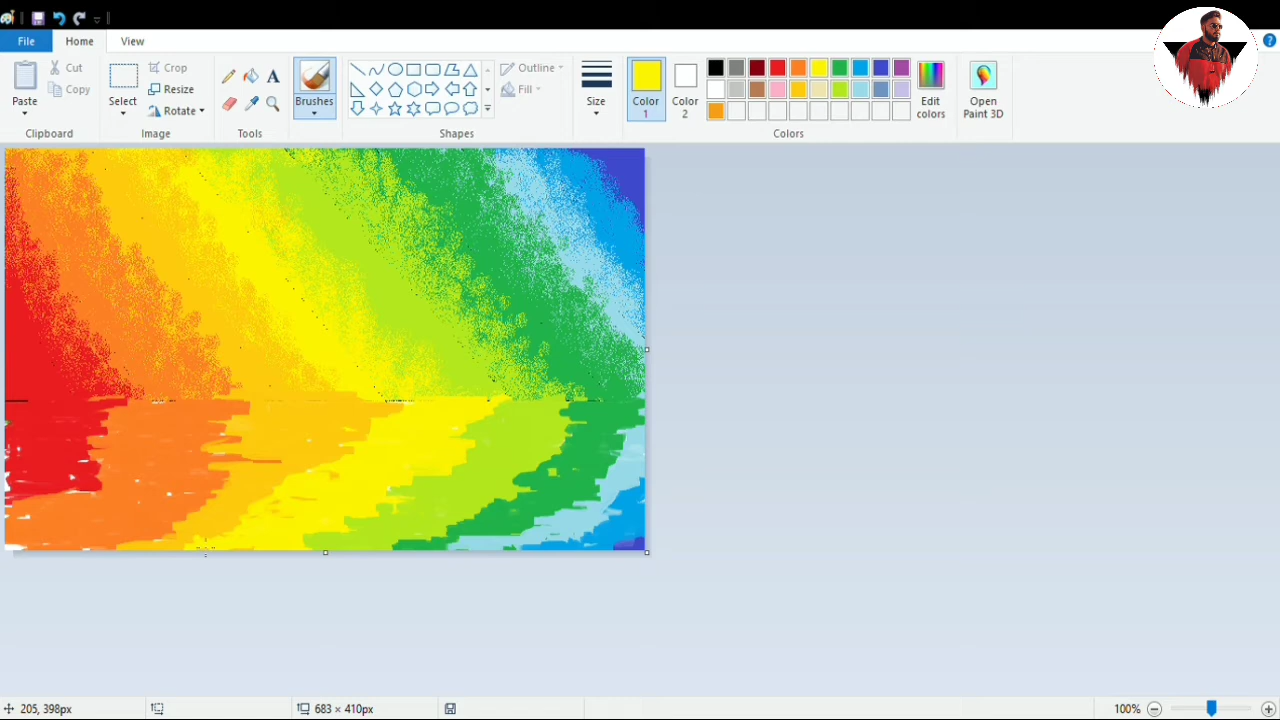 File Home View
Paste
Cut
Copy
Clipboard
Select
Crop
Resize
Rotate
Image
A
Tools
Brushes
Outline
Fill
Shapes
Size
Color
1
Color
2
Edit
colors
Colors
Open
Paint 3D
?
205, 398px
683 × 410px
100%